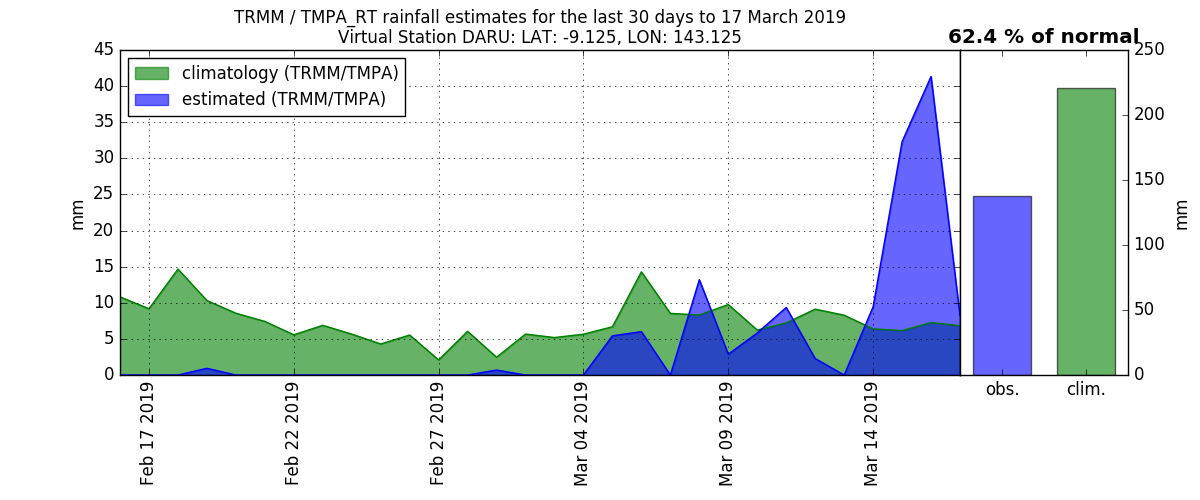 TRMM / TMPA_RT rainfall estimates for the last 30 days to 17 March 2019
Virtual Station DARU: LAT: -9.125, LON: 143.125
62.4 % of normal
climatology (TRMM/TMPA)
estimated (TRMM/TMPA)
45
40
35
30
25
20
15
10
5
0
mm
250
200
150
100
50
0
mm
Feb 17 2019
Feb 22 2019
Feb 27 2019
Mar 04 2019
Mar 09 2019
Mar 14 2019
obs.
clim.